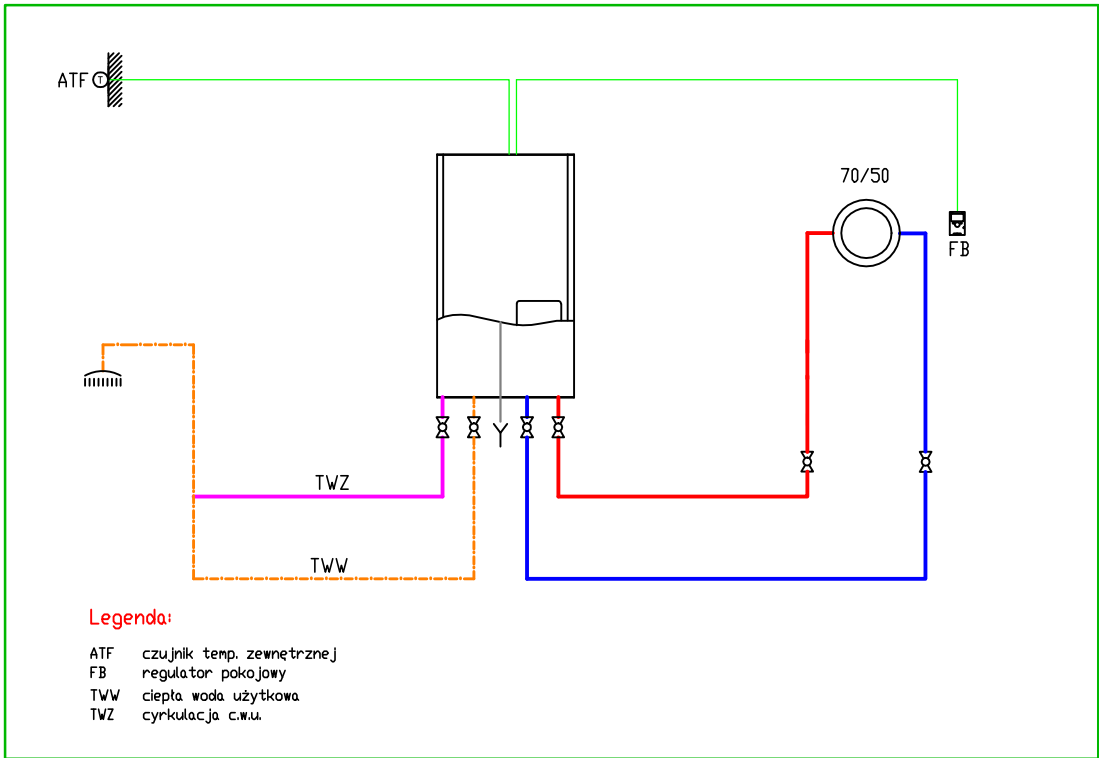 ATF T
70/50
FB
TWZ
TWW
Legenda:
ATF czujnik temp. zewnętrznej
FB regulator pokojowy
TWW ciepła woda użytkowa
TWZ cyrkulacja c.w.u.